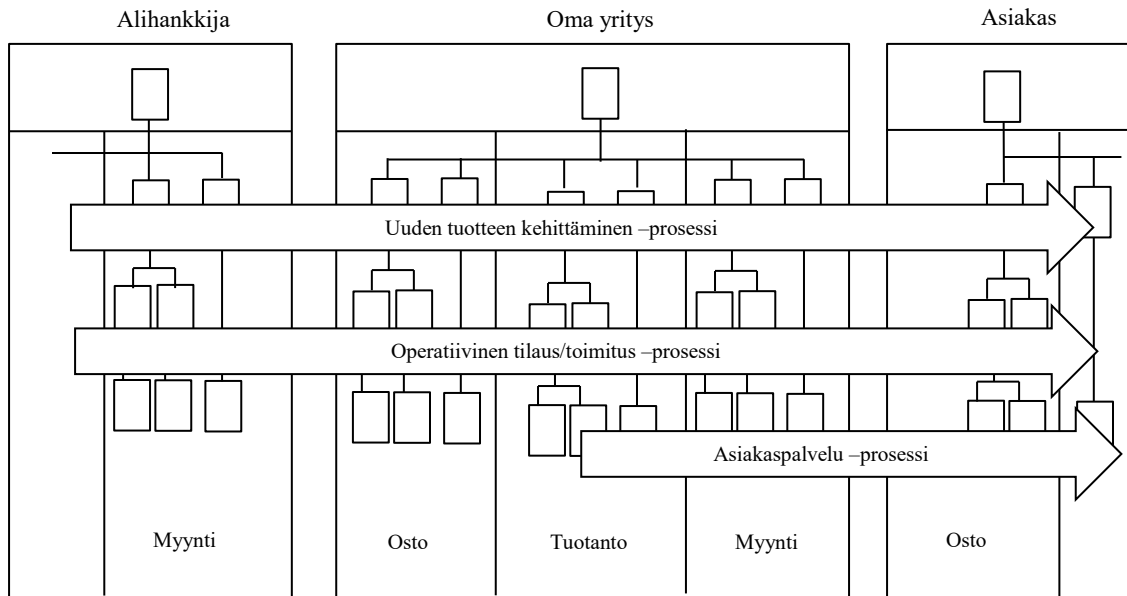 Alihankkija
Oma yritys
Asiakas
Uuden tuotteen kehittäminen –prosessi
Operatiivinen tilaus/toimitus –prosessi
Asiakaspalvelu –prosessi
Myynti
Osto
Tuotanto
Myynti
Osto